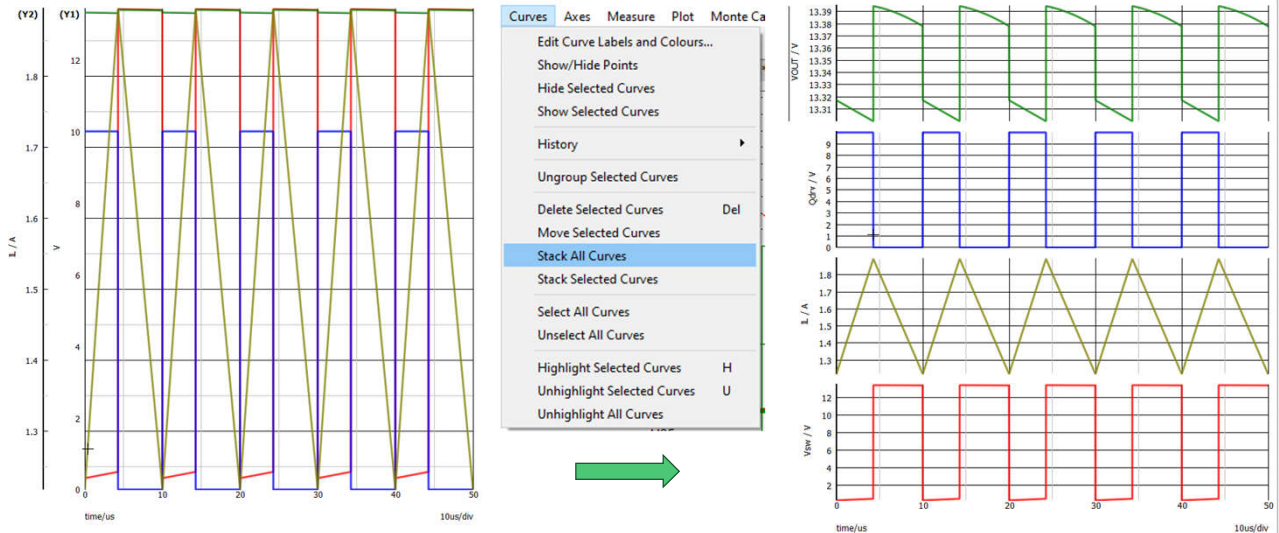 (Y2)
(Y1)
1.8
1.7
1.6
1.5
1.4
1.3
IL / A
12
10
8
6
4
2
0
V
0
10
20
30
40
50
time/us
10us/div
Curves Axes Measure Plot Monte Ca
Edit Curve Labels and Colours...
Show/Hide Points
Hide Selected Curves
Show Selected Curves
History
Ungroup Selected Curves
Delete Selected Curves Del
Move Selected Curves
Stack All Curves
Stack Selected Curves
Select All Curves
Unselect All Curves
Highlight Selected Curves H
Unhighlight Selected Curves U
Unhighlight All Curves
VOUT / V
13.39
13.38
13.37
13.36
13.35
13.34
13.33
13.32
13.31
Qdrv / V
9
8
7
6
5
4
3
2
1
0
IL / A
1.8
1.7
1.6
1.5
1.4
1.3
Vsw / V
12
10
8
6
4
2
0
10
20
30
40
50
time/us
10us/div